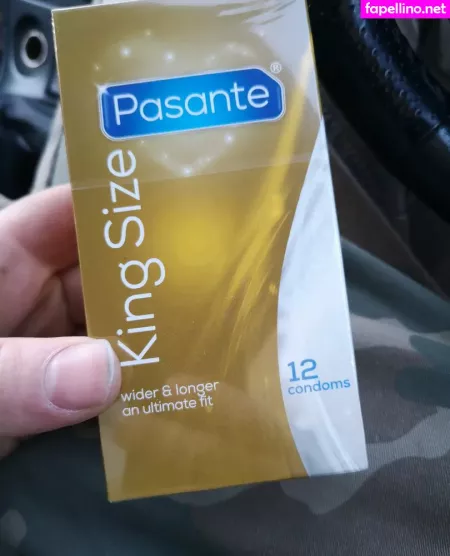 fapellino.net
Pasante®
King Size
wider & longer
an ultimate fit
12
condoms